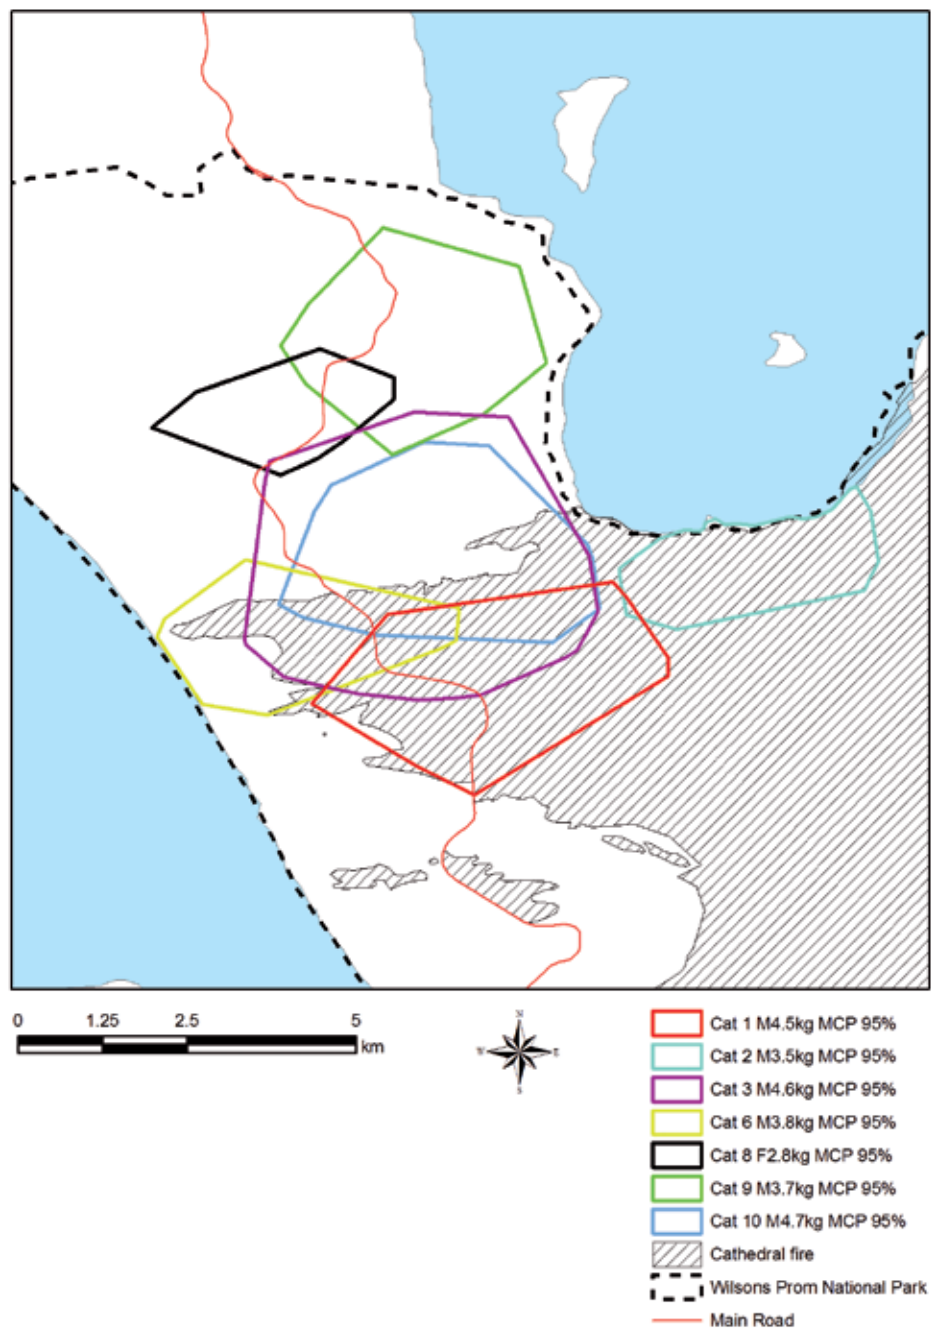 0 1.25 2.5 5
km
N
S
Cat 1 M4.5kg MCP 95%
Cat 2 M3.5kg MCP 95%
Cat 3 M4.6kg MCP 95%
Cat 6 M3.8kg MCP 95%
Cat 8 F2.8kg MCP 95%
Cat 9 M3.7kg MCP 95%
Cat 10 M4.7kg MCP 95%
Cathedral fire
Wilsons Prom National Park
Main Road